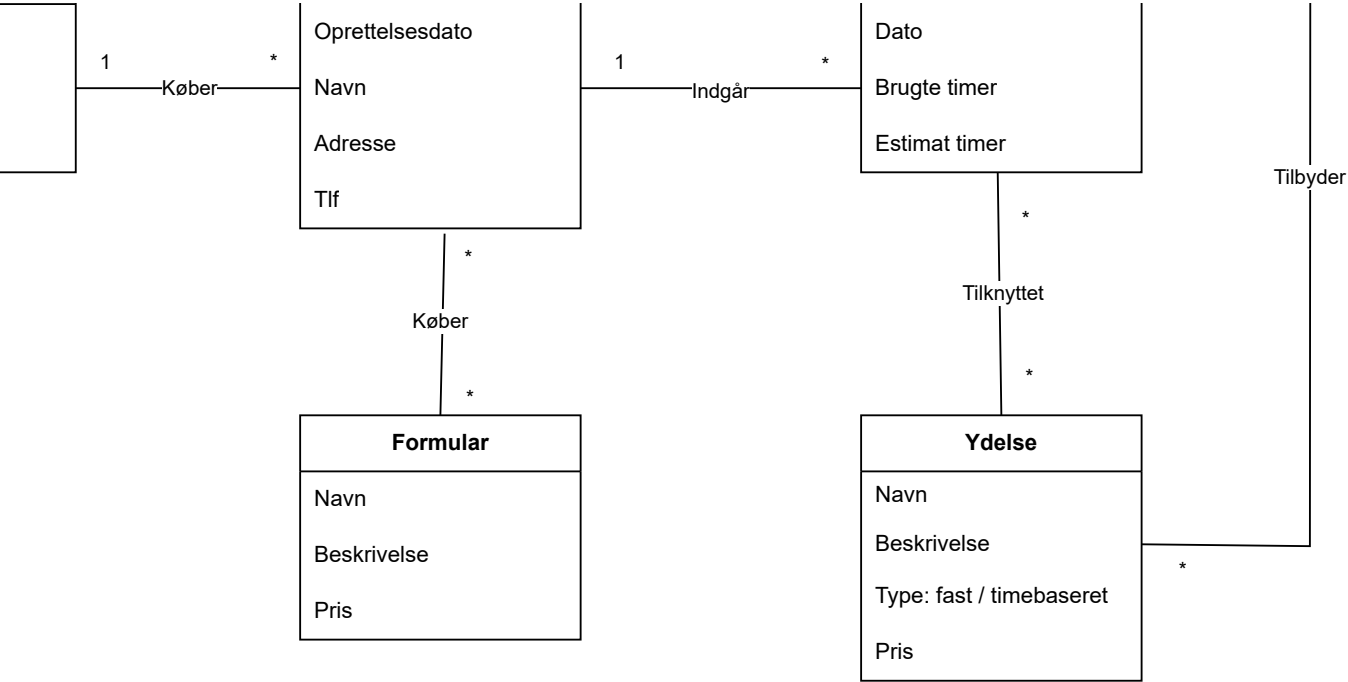 Oprettelsesdato
Navn
Adresse
Tlf
Dato
Brugte timer
Estimat timer
1
*
Køber
1
*
Indgår
Tilbyder
*
Køber
*
*
Tilknyttet
*
Formular
Navn
Beskrivelse
Pris
Ydelse
Navn
Beskrivelse
Type: fast / timebaseret
Pris
*